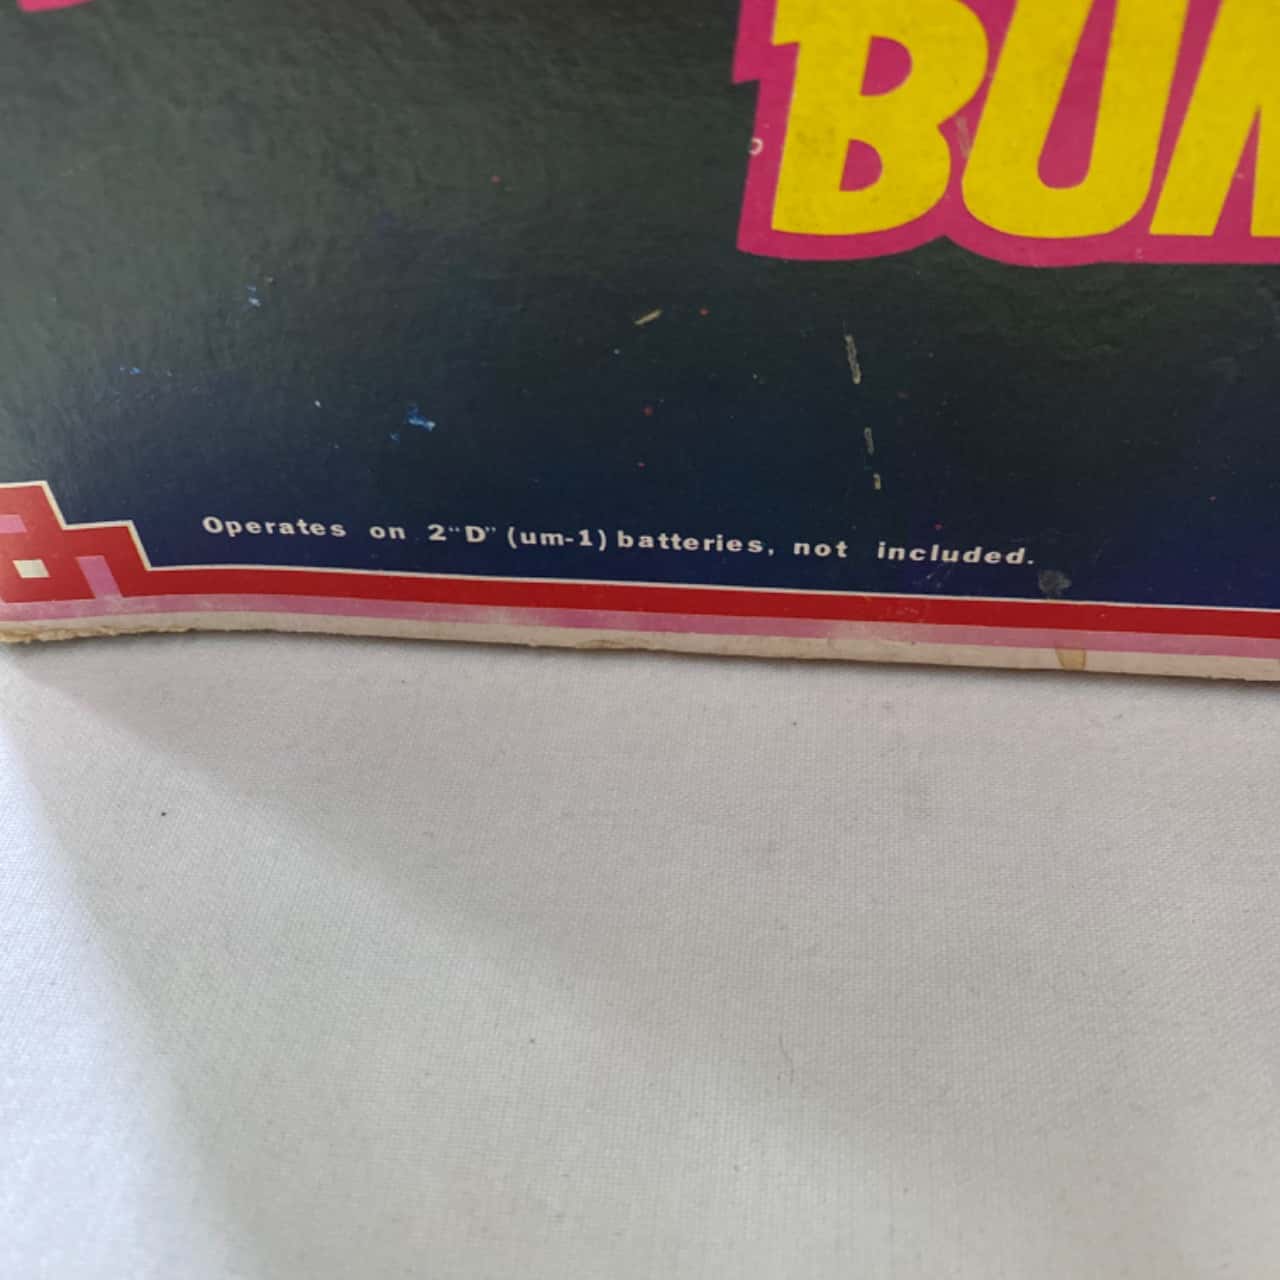 BUM
Operates on 2"D" (um-1) batteries, not included.